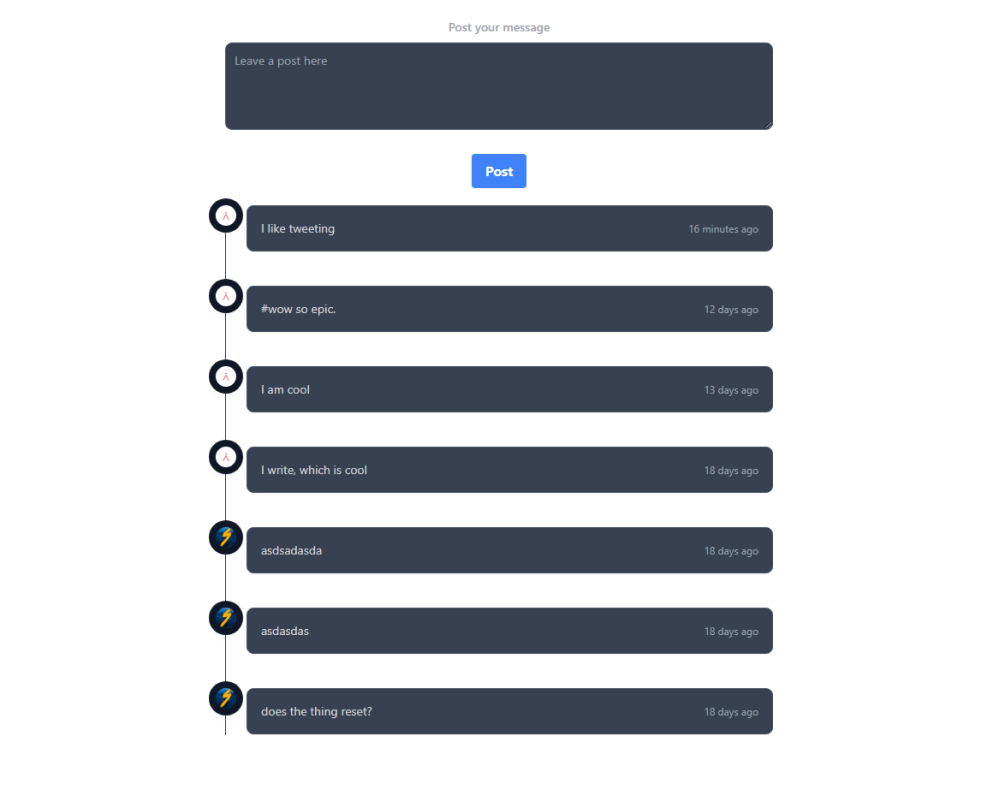 Post your message
Leave a post here
Post
I like tweeting 16 minutes ago
#wow so epic. 12 days ago
I am cool 13 days ago
I write, which is cool 18 days ago
asdsadasda 18 days ago
asdasdas 18 days ago
does the thing reset? 18 days ago